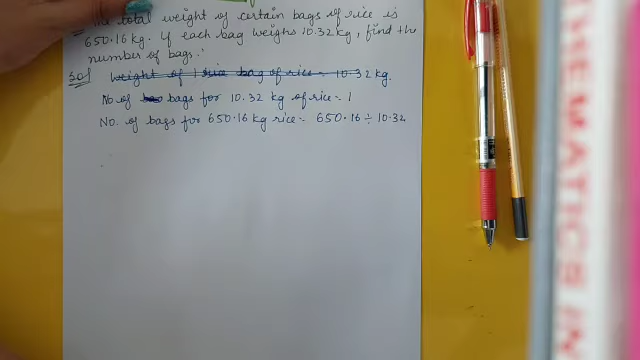 The total weight of certain bags of rice is
650.16 kg. If each bag weighs 10.32 kg, find the
number of bags.
Sol
weight of 1 rice bag of rice = 10.32 kg.
No of bags for 10.32 kg of rice = 1
No. of bags for 650.16 kg rice = 650.16 ÷ 10.32
THEMATICS IN